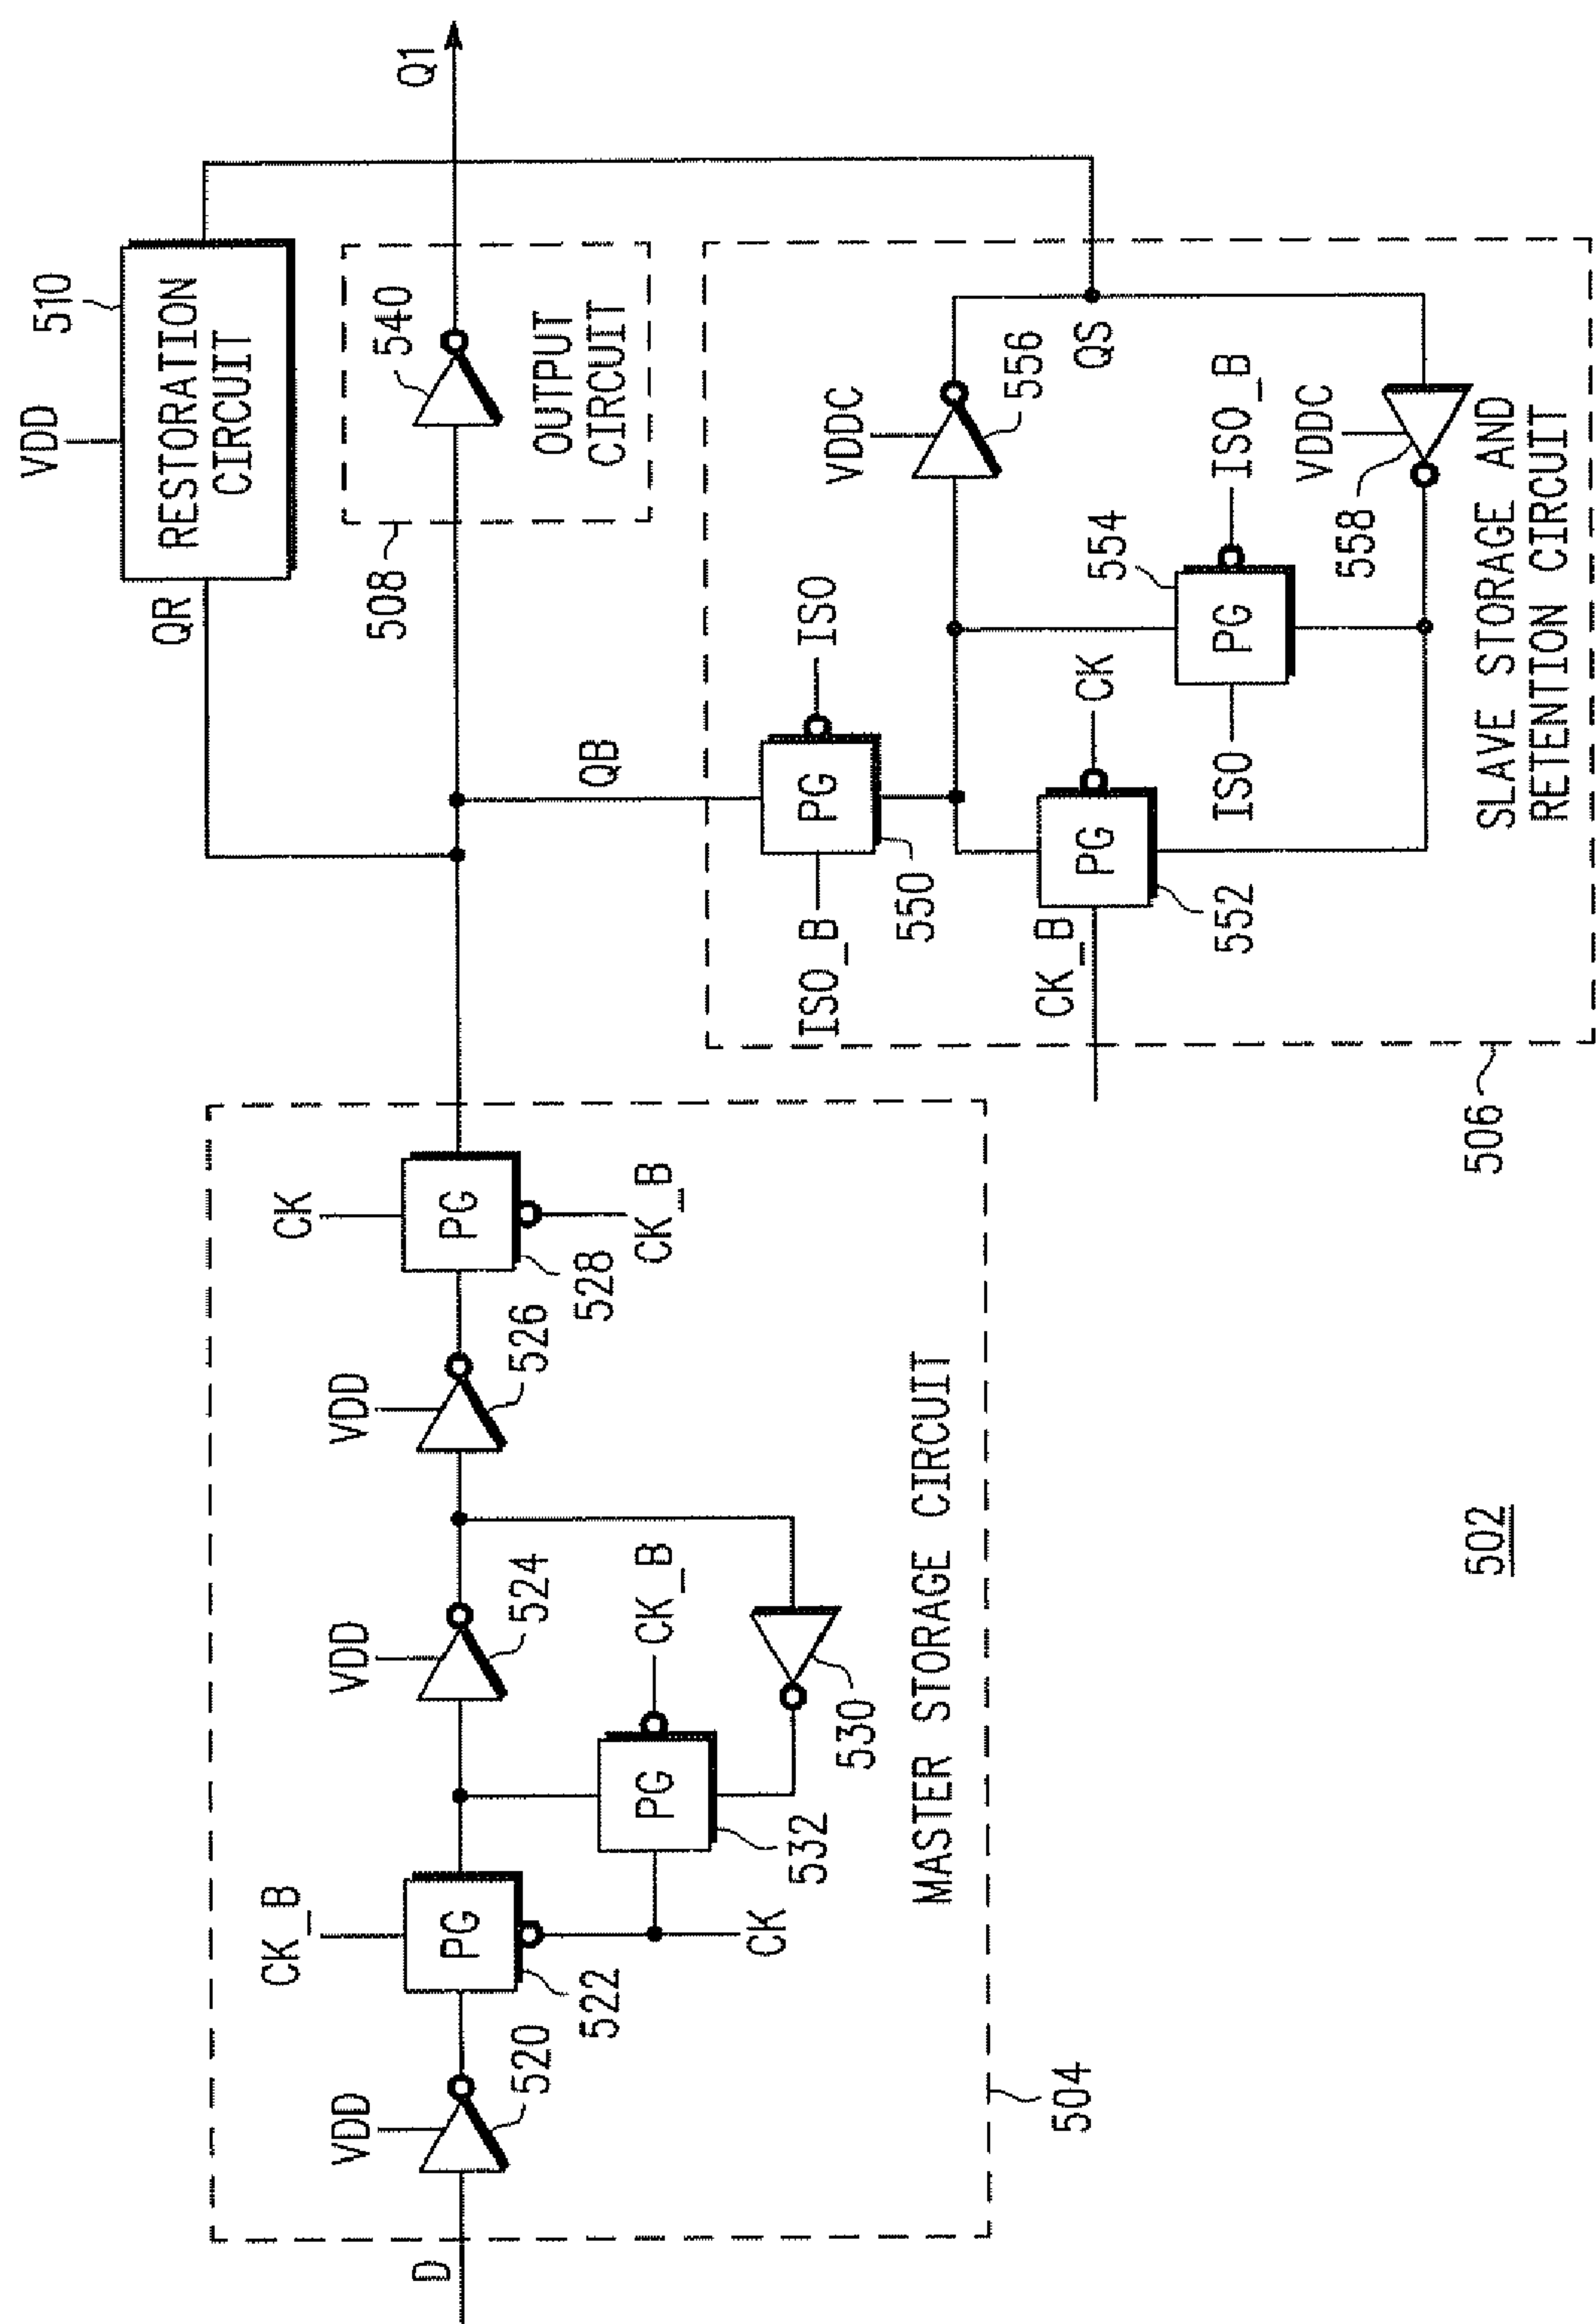 D
MASTER STORAGE CIRCUIT
504
VDD
520
CK_B
PG
522
CK
VDD
524
PG
532
CK_B
530
VDD
526
CK
PG
528
CK_B
QR
VDD
RESTORATION
CIRCUIT
510
QB
508
540
OUTPUT
CIRCUIT
Q1
ISO_B
PG
550
ISO
CK_B
PG
552
CK
ISO
PG
554
ISO_B
VDDC
556
QS
VDDC
558
SLAVE STORAGE AND
RETENTION CIRCUIT
506
502